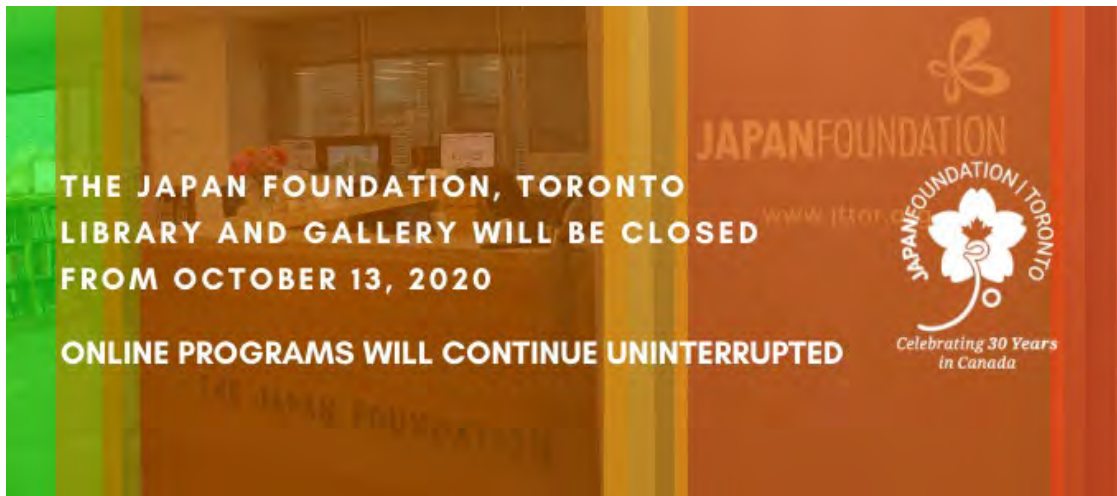 JAPANFOUNDATION
THE JAPAN FOUNDATION, TORONTO
LIBRARY AND GALLERY WILL BE CLOSED
FROM OCTOBER 13, 2020
ONLINE PROGRAMS WILL CONTINUE UNINTERRUPTED
JAPANFOUNDATION | TORONTO
Celebrating 30 Years
in Canada
THE JAPAN FOUNDATION